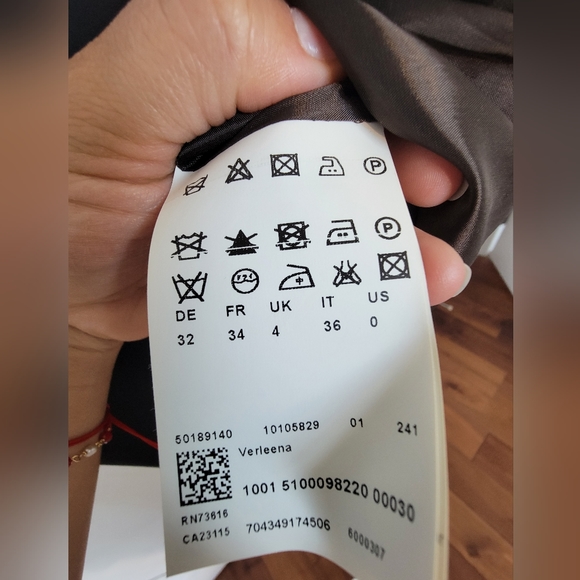 P
P
DE FR UK IT US
32 34 4 36 0
50189140 10105829 01 241
Verleena
1001 5100098220 00030
RN73616
CA23115 704349174506 6000307